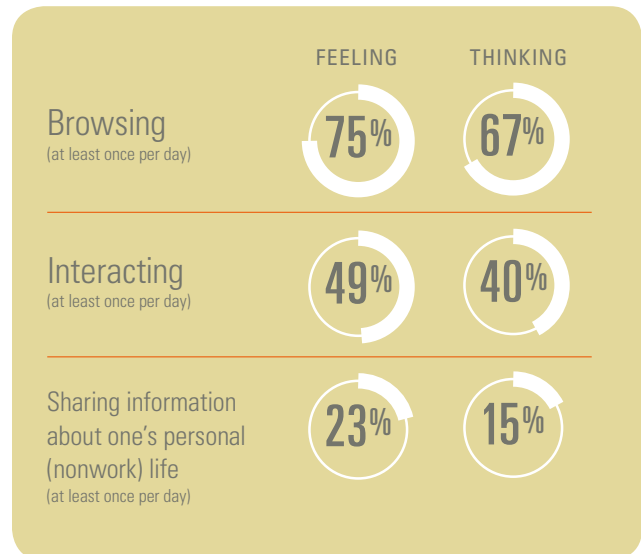 FEELING THINKING
Browsing
(at least once per day)
75% 67%
Interacting
(at least once per day)
49% 40%
Sharing information
about one's personal
(nonwork) life
(at least once per day)
23% 15%